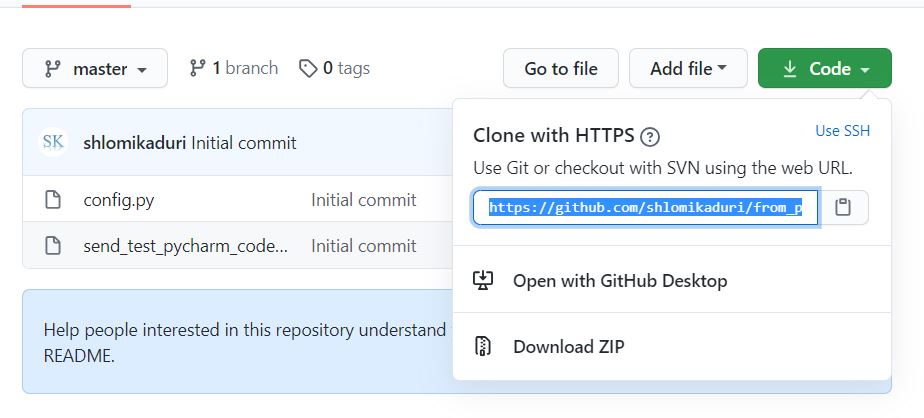 master
1 branch
0 tags
Go to file
Add file
Code
SK
shlomikaduri Initial commit
config.py
Initial commit
send_test_pycharm_code...
Initial commit
Help people interested in this repository understand
README.
Clone with HTTPS
Use SSH
Use Git or checkout with SVN using the web URL.
https://github.com/shlomikaduri/from_p
Open with GitHub Desktop
Download ZIP